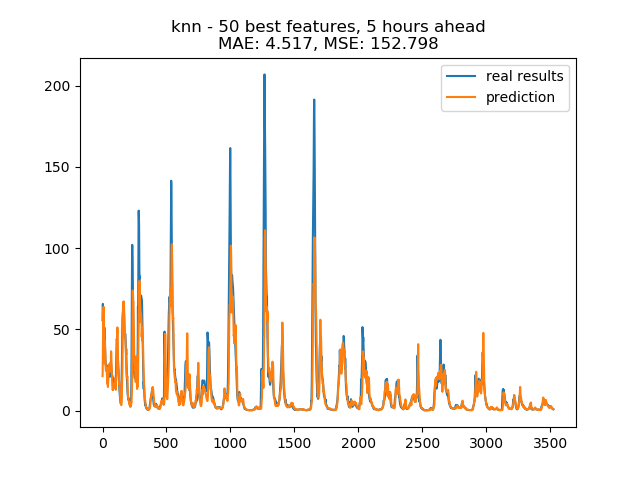 knn - 50 best features, 5 hours ahead
MAE: 4.517, MSE: 152.798
real results
prediction
200
150
100
50
0
0 500 1000 1500 2000 2500 3000 3500